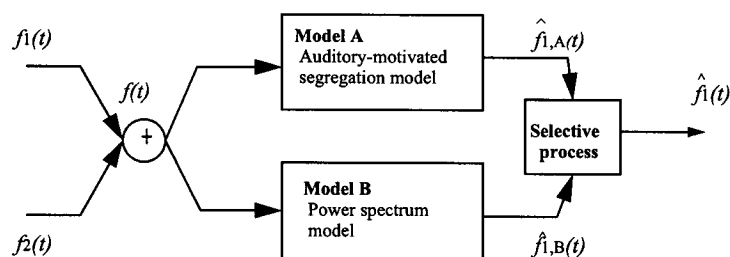 f1(t)
f(t)
+
f2(t)
Model A
Auditory-motivated
segregation model
Model B
Power spectrum
model
f̂1,A(t)
f̂1,B(t)
Selective
process
f̂1(t)